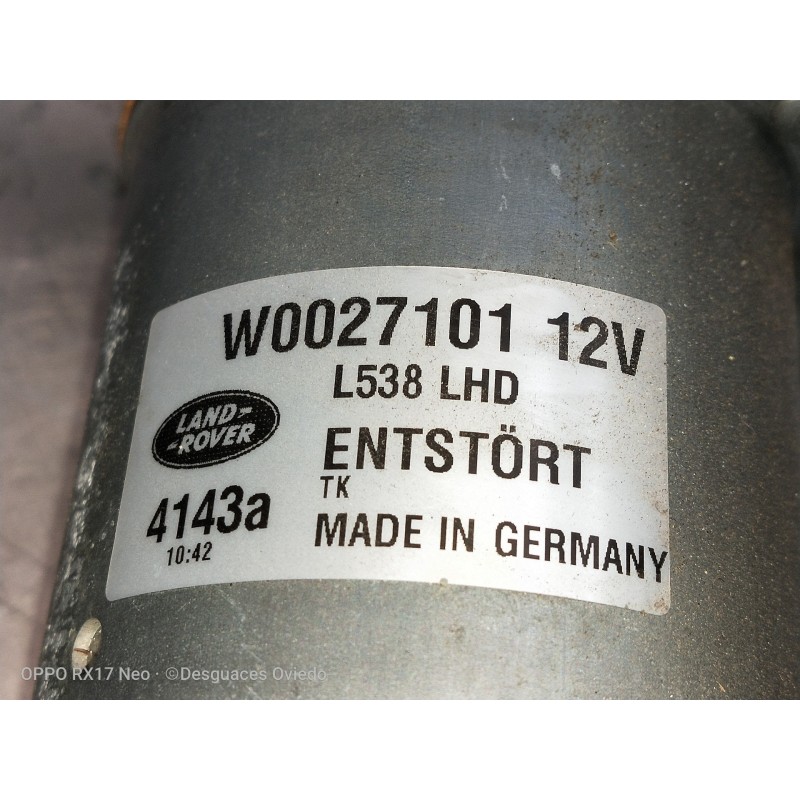 W0027101 12V
L538 LHD
LAND-
-ROVER
ENTSTÖRT
TK
4143a
10:42
MADE IN GERMANY
OPPO RX17 Neo · ©Desguaces Oviedo